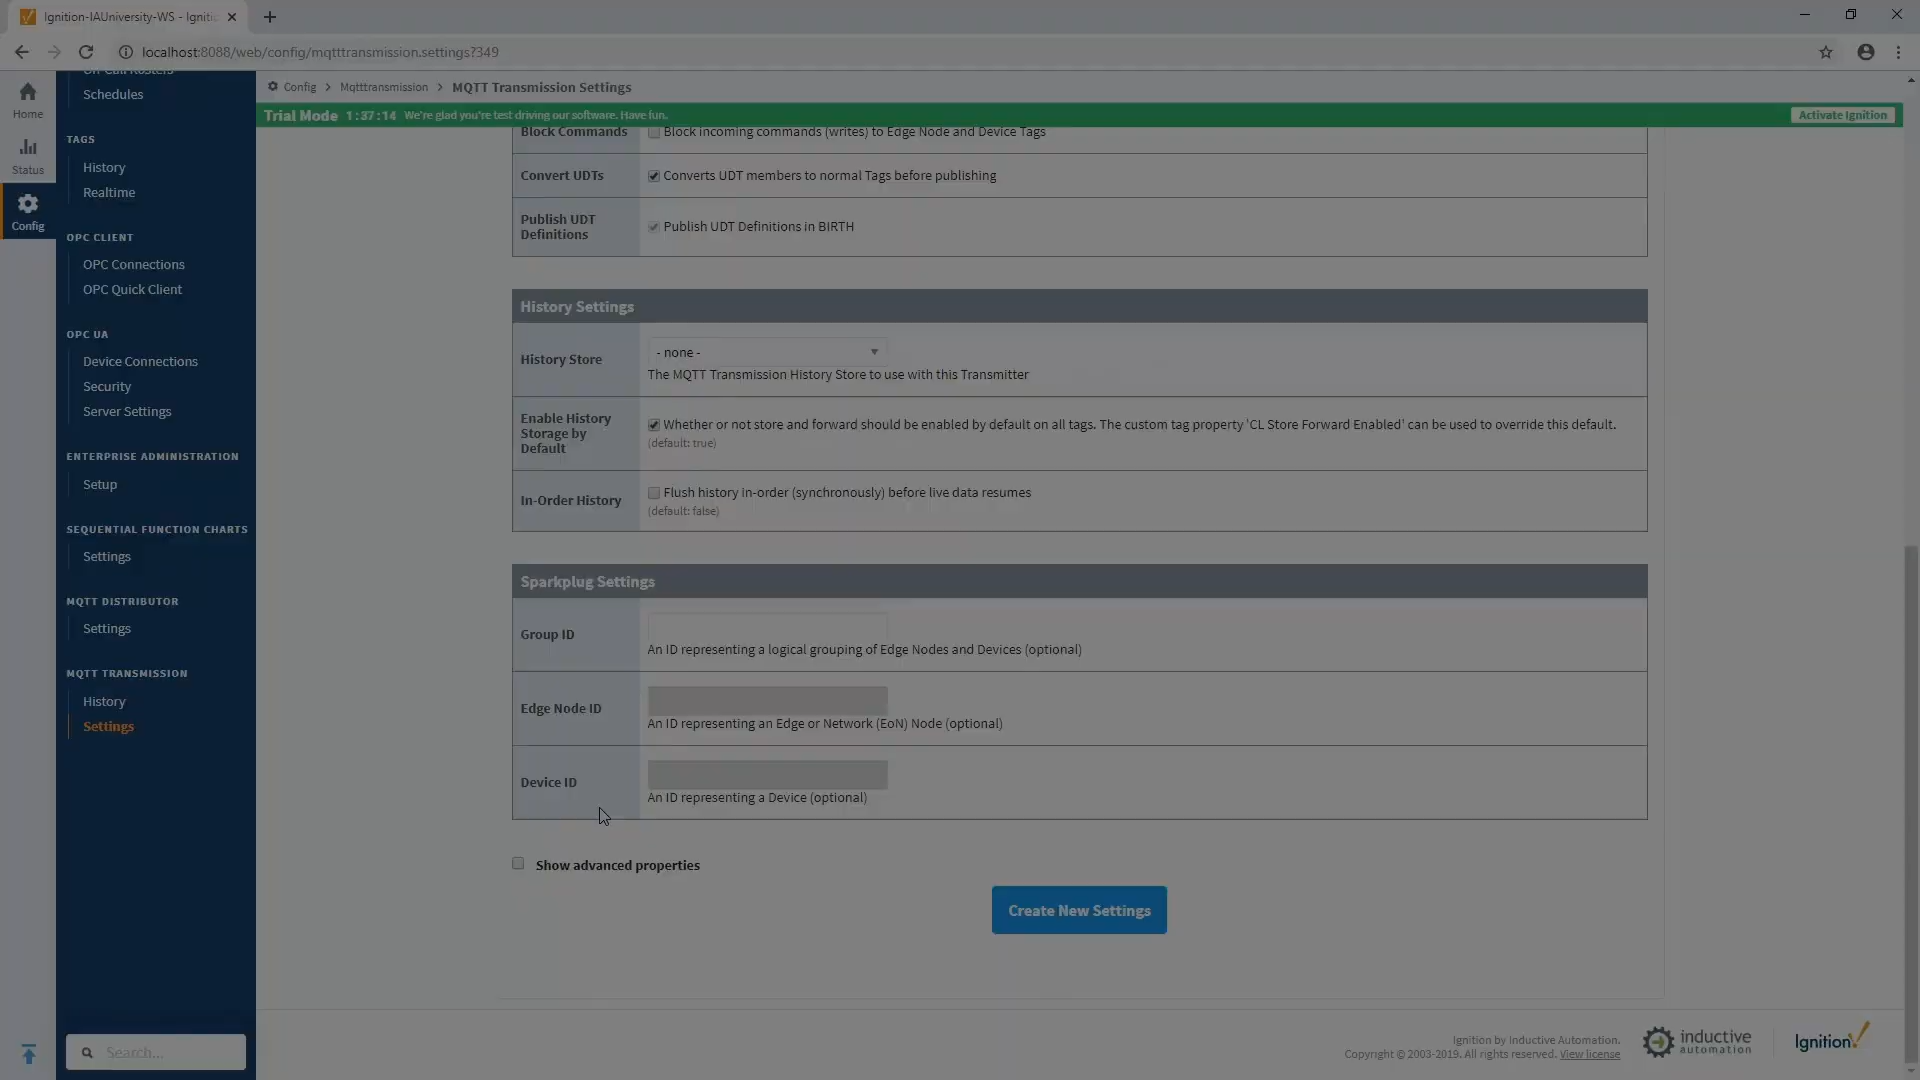 Ignition-IAUniversity-WS - Igniti
localhost:8088/web/config/mqtttransmission.settings?349
Home
Status
Config
On-Call Rosters
Schedules
TAGS
History
Realtime
OPC CLIENT
OPC Connections
OPC Quick Client
OPC UA
Device Connections
Security
Server Settings
ENTERPRISE ADMINISTRATION
Setup
SEQUENTIAL FUNCTION CHARTS
Settings
MQTT DISTRIBUTOR
Settings
MQTT TRANSMISSION
History
Settings
Search...
Config > Mqtttransmission > MQTT Transmission Settings
Trial Mode 1:37:14 We're glad you're test driving our software. Have fun.
Activate Ignition
Block Commands
Block incoming commands (writes) to Edge Node and Device Tags
Convert UDTs
Converts UDT members to normal Tags before publishing
Publish UDT
Definitions
Publish UDT Definitions in BIRTH
History Settings
History Store
- none -
The MQTT Transmission History Store to use with this Transmitter
Enable History
Storage by
Default
Whether or not store and forward should be enabled by default on all tags. The custom tag property 'CL Store Forward Enabled' can be used to override this default.
(default: true)
In-Order History
Flush history in-order (synchronously) before live data resumes
(default: false)
Sparkplug Settings
Group ID
An ID representing a logical grouping of Edge Nodes and Devices (optional)
Edge Node ID
An ID representing an Edge or Network (EoN) Node (optional)
Device ID
An ID representing a Device (optional)
Show advanced properties
Create New Settings
Ignition by Inductive Automation.
Copyright © 2003-2019. All rights reserved. View license
inductive
automation
Ignition!